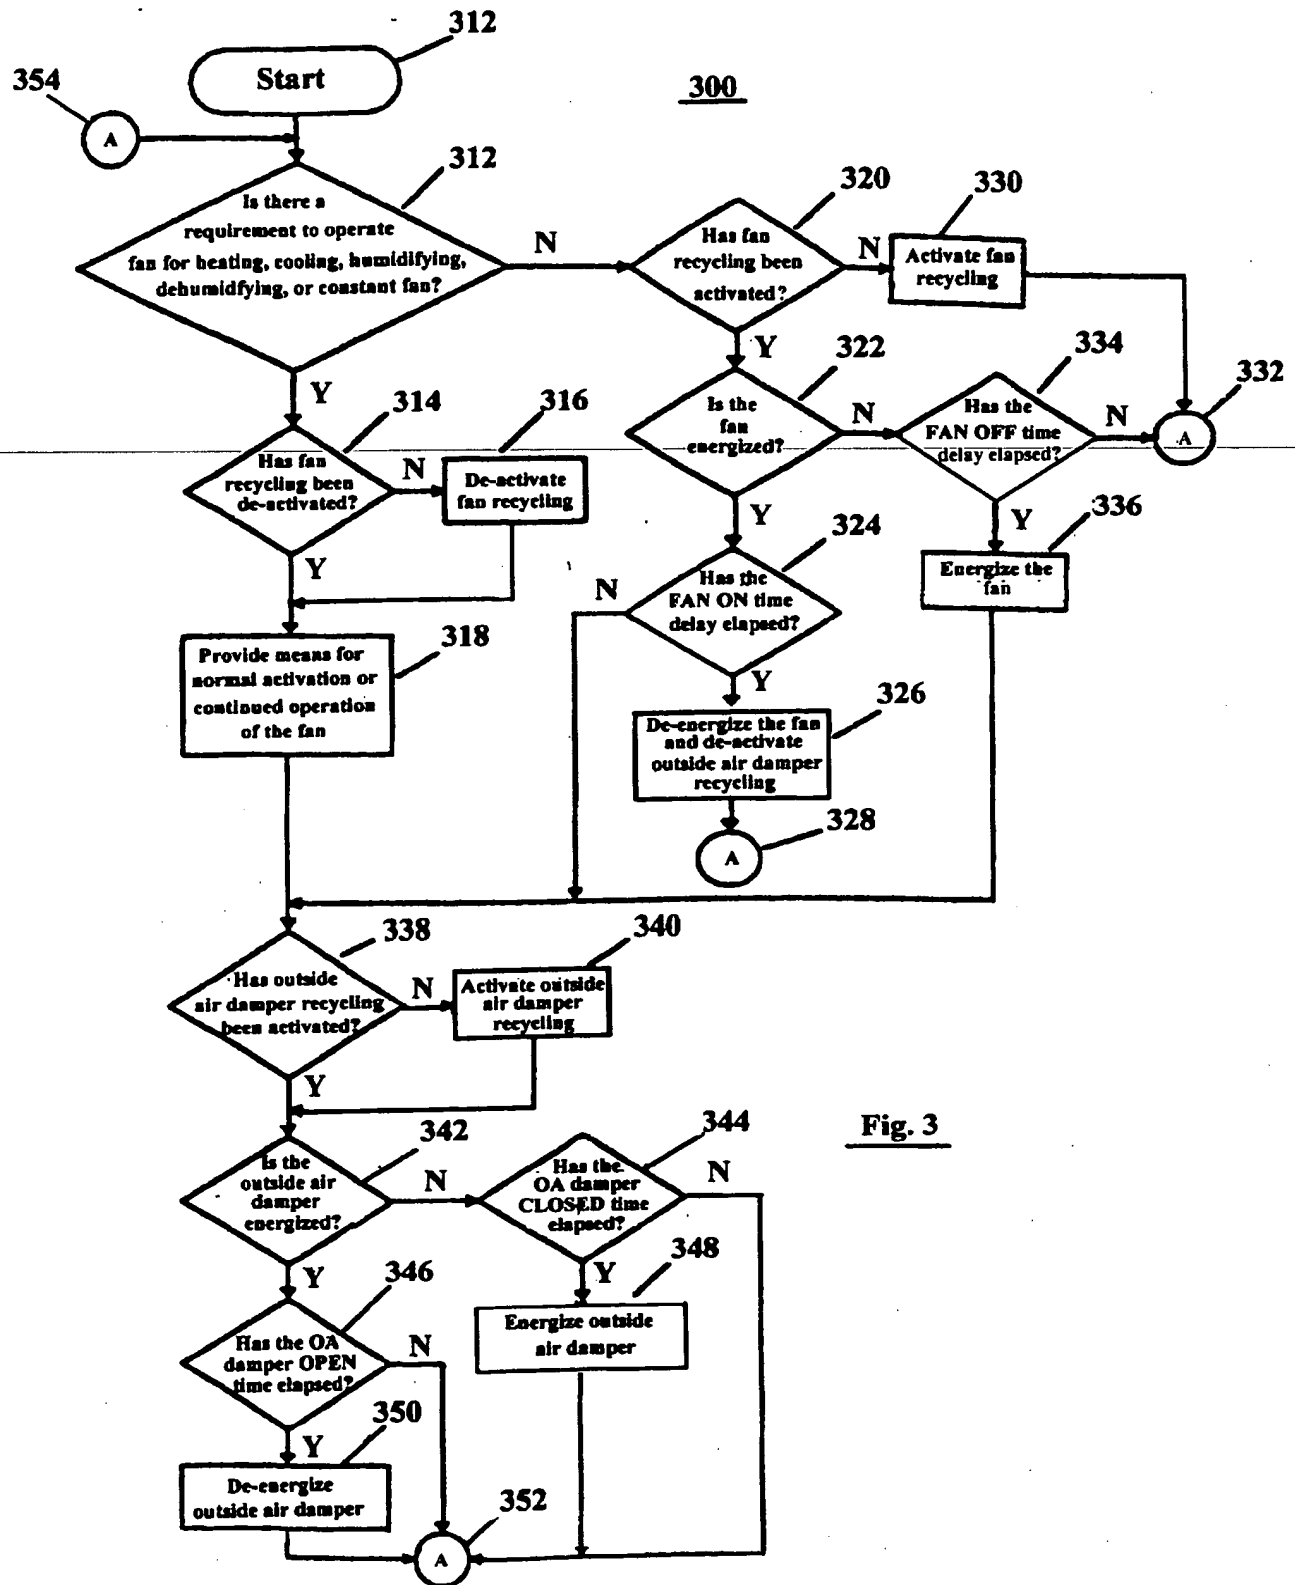 312
Start
354
A
300
312
Is there a
requirement to operate
fan for heating, cooling, humidifying,
dehumidfying, or constant fan?
N
Y
320
Has fan
recycling been
activated?
N
Y
330
Activate fan
recycling
322
Is the
fan
energized?
N
Y
334
Has the
FAN OFF time
delay elapsed?
N
Y
332
A
314
Has fan
recycling been
de-activated?
N
Y
316
De-activate
fan recycling
336
Energize the
fan
324
Has the
FAN ON time
delay elapsed?
N
Y
318
Provide means for
normal activation or
continued operation
of the fan
326
De-energize the fan
and de-activate
outside air damper
recycling
328
A
338
Has outside
air damper recycling
been activated?
N
Y
340
Activate outside
air damper
recycling
Fig. 3
342
Is the
outside air
damper
energized?
N
Y
344
Has the
OA damper
CLOSED time
elapsed?
N
Y
346
Has the OA
damper OPEN
time elapsed?
N
Y
348
Energize outside
air damper
350
De-energize
outside air damper
352
A